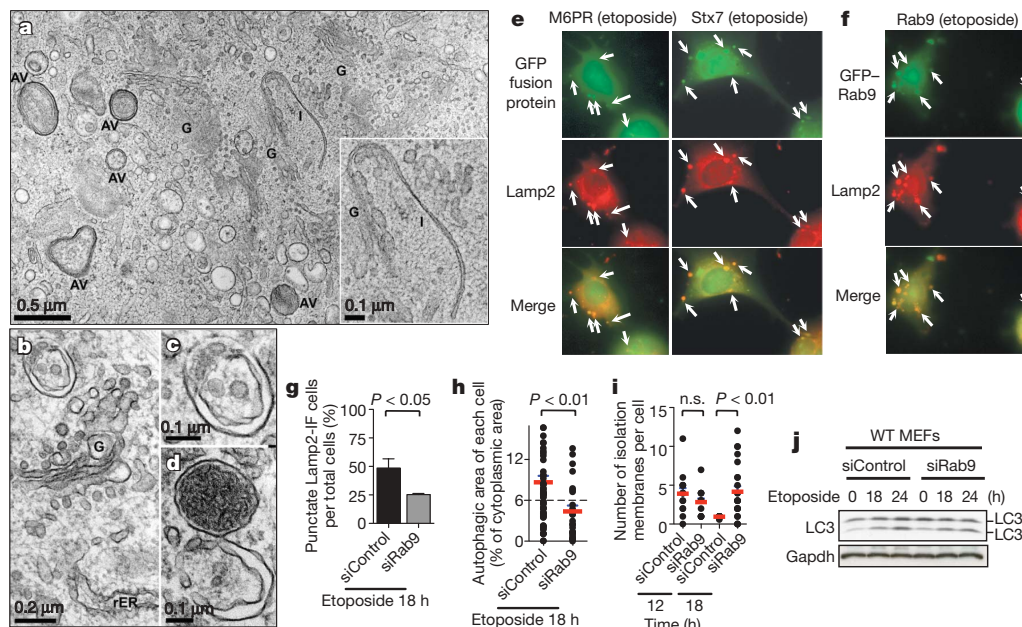 a
AV
AV
AV
AV
AV
G
G
G
I
0.5 μm
G
I
0.1 μm
b
G
rER
0.2 μm
c
0.1 μm
d
0.1 μm
e
M6PR (etoposide)
Stx7 (etoposide)
GFP
fusion
protein
Lamp2
Merge
f
Rab9 (etoposide)
GFP–
Rab9
Lamp2
Merge
g
P < 0.05
Punctate Lamp2-IF cells
per total cells (%)
100
75
50
25
0
siControl
siRab9
Etoposide 18 h
h
P < 0.01
Autophagic area of each cell
(% of cytoplasmic area)
12
6
0
siControl
siRab9
Etoposide 18 h
i
n.s.
P < 0.01
Number of isolation
membranes per cell
15
10
5
0
siControl
siRab9
siControl
siRab9
12
18
Time (h)
j
WT MEFs
siControl
siRab9
Etoposide 0 18 24 0 18 24 (h)
LC3
LC3
LC3
Gapdh